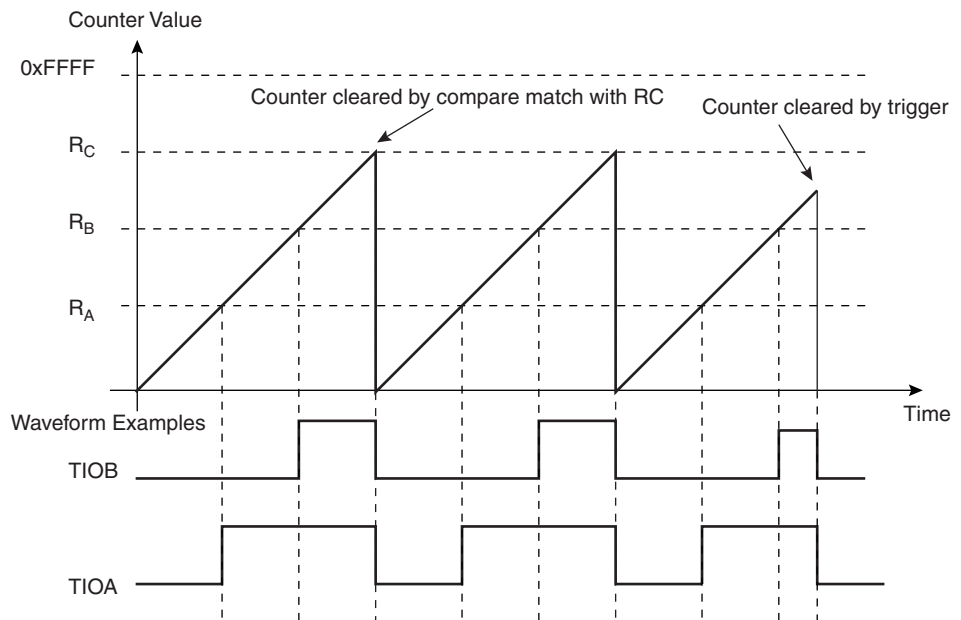 Counter Value
0xFFFF
Counter cleared by compare match with RC
Counter cleared by trigger
RC
RB
RA
Time
Waveform Examples
TIOB
TIOA